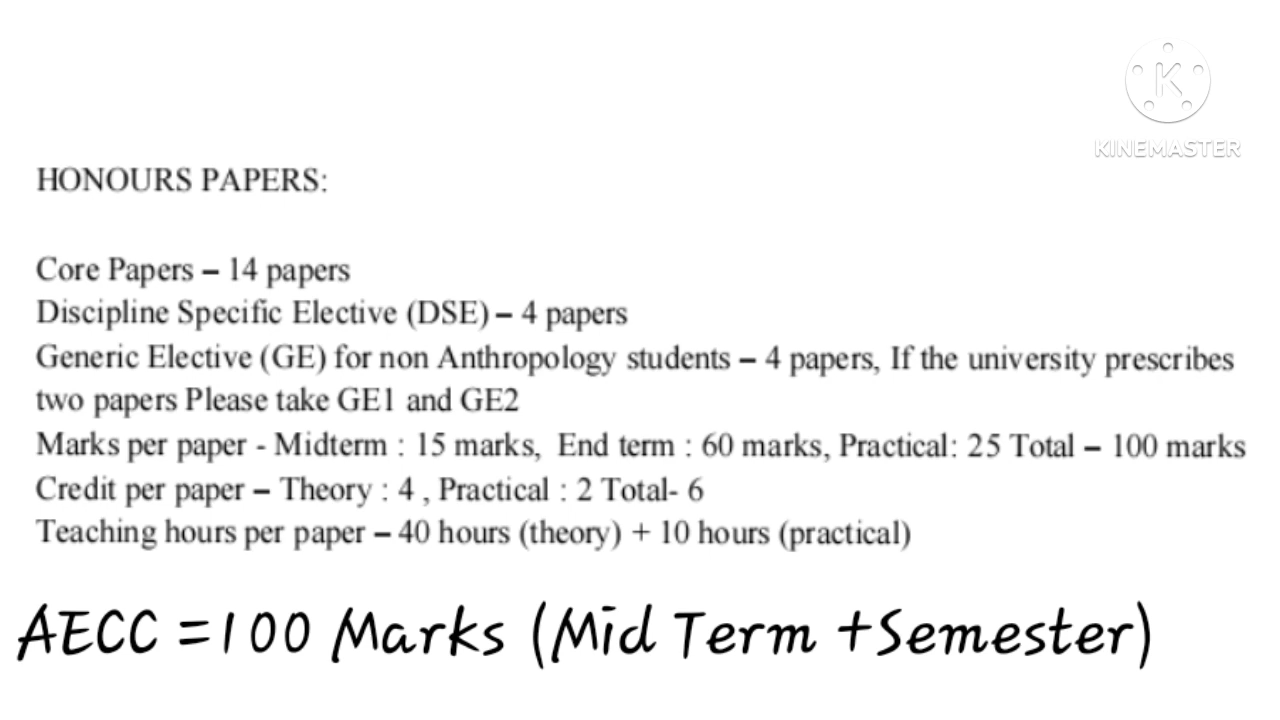 KINEMASTER
HONOURS PAPERS:
Core Papers – 14 papers
Discipline Specific Elective (DSE) – 4 papers
Generic Elective (GE) for non Anthropology students – 4 papers, If the university prescribes
two papers Please take GE1 and GE2
Marks per paper - Midterm : 15 marks, End term : 60 marks, Practical: 25 Total – 100 marks
Credit per paper – Theory : 4 , Practical : 2 Total- 6
Teaching hours per paper – 40 hours (theory) + 10 hours (practical)
AECC =100 Marks (Mid Term +Semester)